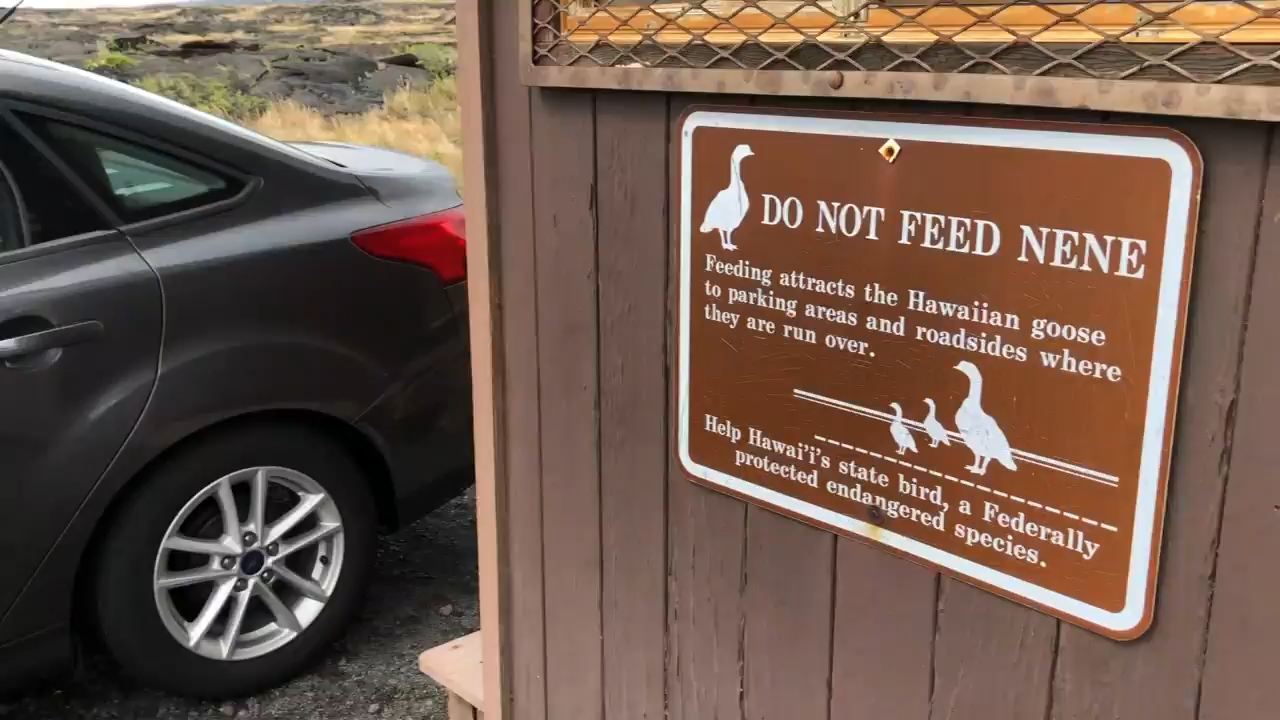 DO NOT FEED NENE
Feeding attracts the Hawaiian goose
to parking areas and roadsides where
they are run over.
Help Hawai'i's state bird, a Federally
protected endangered species.